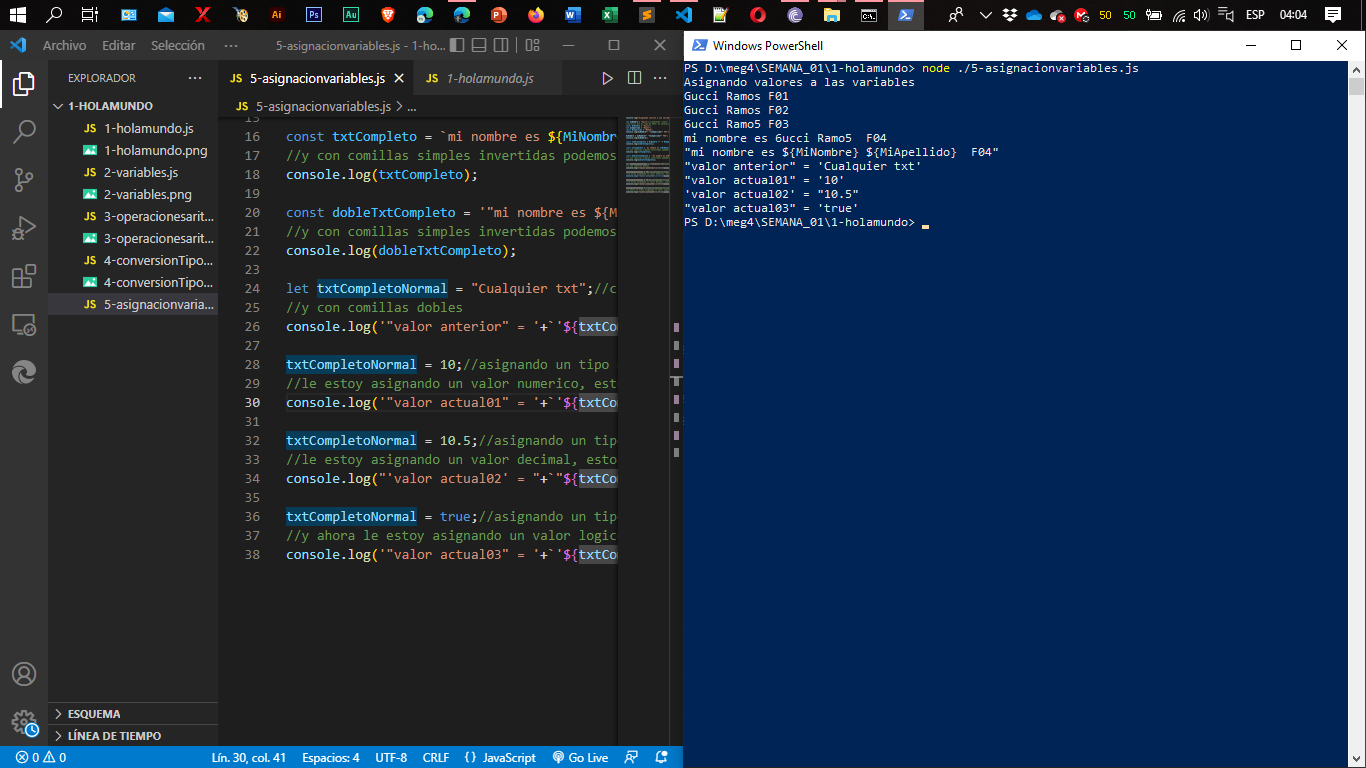 ESP
04:04
50
50
Archivo Editar Selección ···
5-asignacionvariables.js - 1-ho...
EXPLORADOR ···
1-HOLAMUNDO
JS 1-holamundo.js
1-holamundo.png
JS 2-variables.js
2-variables.png
JS 3-operacionesarit...
3-operacionesarit...
JS 4-conversionTipo...
4-conversionTipo...
JS 5-asignacionvaria...
ESQUEMA
LÍNEA DE TIEMPO
JS 5-asignacionvariables.js
JS 1-holamundo.js
JS 5-asignacionvariables.js > ...
15
16 const txtCompleto = `mi nombre es ${MiNombr
17 //y con comillas simples invertidas podemos
18 console.log(txtCompleto);
19
20 const dobleTxtCompleto = '"mi nombre es ${M
21 //y con comillas simples invertidas podemos
22 console.log(dobleTxtCompleto);
23
24 let txtCompletoNormal = "Cualquier txt";//c
25 //y con comillas dobles
26 console.log('"valor anterior" = '+`'${txtCo
27
28 txtCompletoNormal = 10;//asignando un tipo
29 //le estoy asignando un valor numerico, est
30 console.log('"valor actual01" = '+`'${txtCo
31
32 txtCompletoNormal = 10.5;//asignando un tip
33 //le estoy asignando un valor decimal, esto
34 console.log("'valor actual02' = "+`"${txtCo
35
36 txtCompletoNormal = true;//asignando un tip
37 //y ahora le estoy asignando un valor logic
38 console.log('"valor actual03" = '+`'${txtCo
0 0
Lín. 30, col. 41
Espacios: 4
UTF-8
CRLF
{ } JavaScript
Go Live
Windows PowerShell
PS D:\meg4\SEMANA_01\1-holamundo> node ./5-asignacionvariables.js
Asignando valores a las variables
Gucci Ramos F01
Gucci Ramos F02
6ucci Ramo5 F03
mi nombre es 6ucci Ramo5  F04
"mi nombre es ${MiNombre} ${MiApellido}  F04"
"valor anterior" = 'Cualquier txt'
"valor actual01" = '10'
'valor actual02' = "10.5"
"valor actual03" = 'true'
PS D:\meg4\SEMANA_01\1-holamundo>